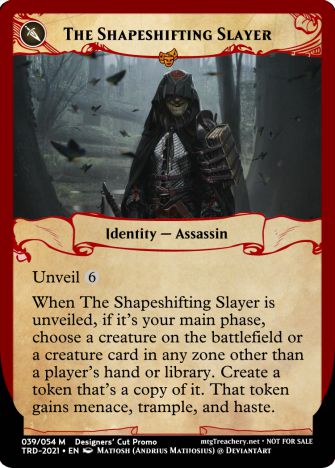 The Shapeshifting Slayer
Identity — Assassin
Unveil 6
When The Shapeshifting Slayer is
unveiled, if it's your main phase,
choose a creature on the battlefield or
a creature card in any zone other than
a player's hand or library. Create a
token that's a copy of it. That token
gains menace, trample, and haste.
039/054 M Designers' Cut Promo
mtgTreachery.net • NOT FOR SALE
TRD•2021 • EN Matiosh (Andrius Matijosius) @ DeviantArt